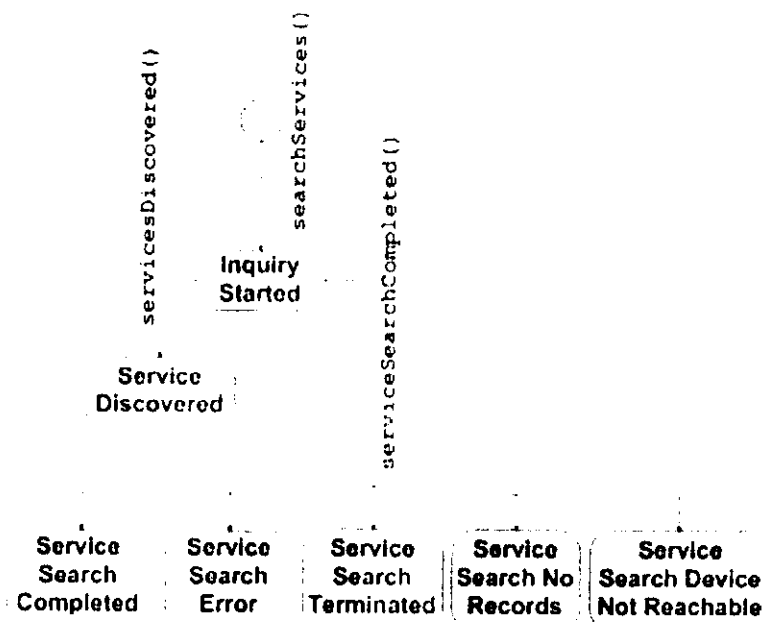 servicesDiscovered()
searchServices()
serviceSearchCompleted()
Inquiry
Started
Service
Discovered
Service
Search
Completed
Service
Search
Error
Service
Search
Terminated
Service
Search No
Records
Service
Search Device
Not Reachable